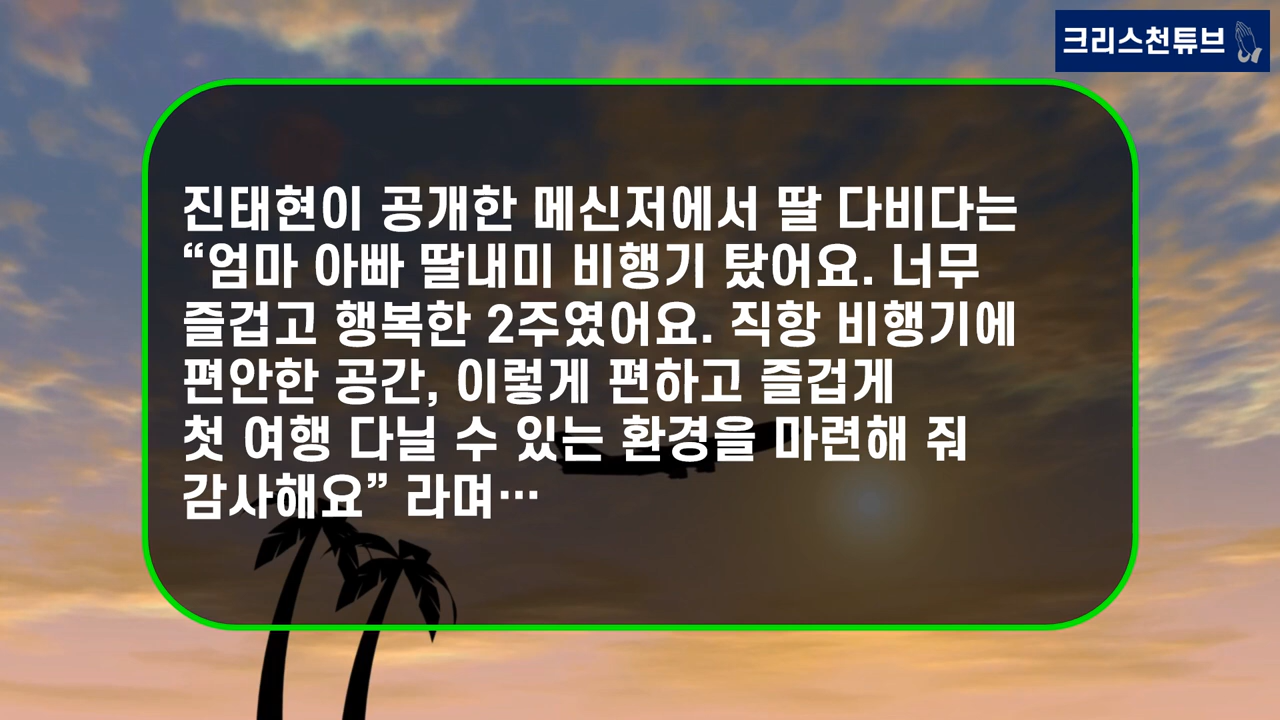 크리스천튜브
진태현이 공개한 메신저에서 딸 다비다는
“엄마 아빠 딸내미 비행기 탔어요. 너무
즐겁고 행복한 2주였어요. 직항 비행기에
편안한 공간, 이렇게 편하고 즐겁게
첫 여행 다닐 수 있는 환경을 마련해 줘
감사해요” 라며…